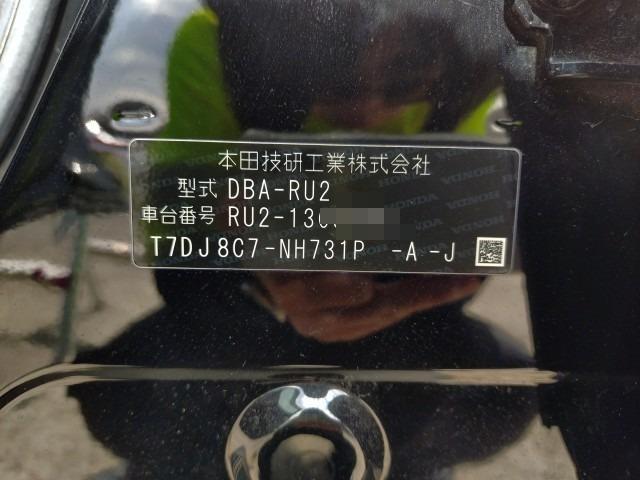 本田技研工業株式会社
型式 DBA-RU2
車台番号 RU2-130
T7DJ8C7-NH731P -A -J